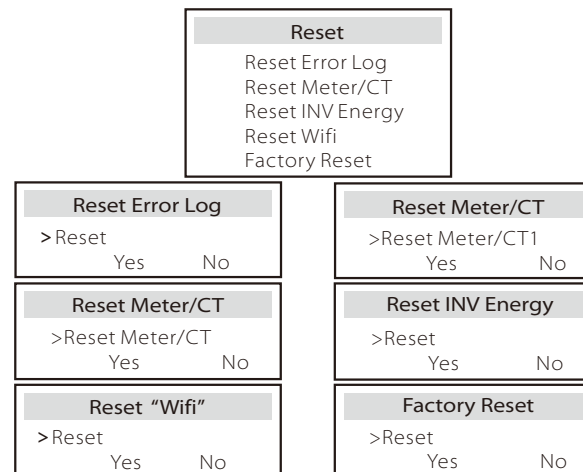 Reset
Reset Error Log
Reset Meter/CT
Reset INV Energy
Reset Wifi
Factory Reset
Reset Error Log
>Reset
Yes No
Reset Meter/CT
>Reset Meter/CT1
Yes No
Reset Meter/CT
>Reset Meter/CT
Yes No
Reset INV Energy
>Reset
Yes No
Reset “Wifi”
>Reset
Yes No
Factory Reset
>Reset
Yes No